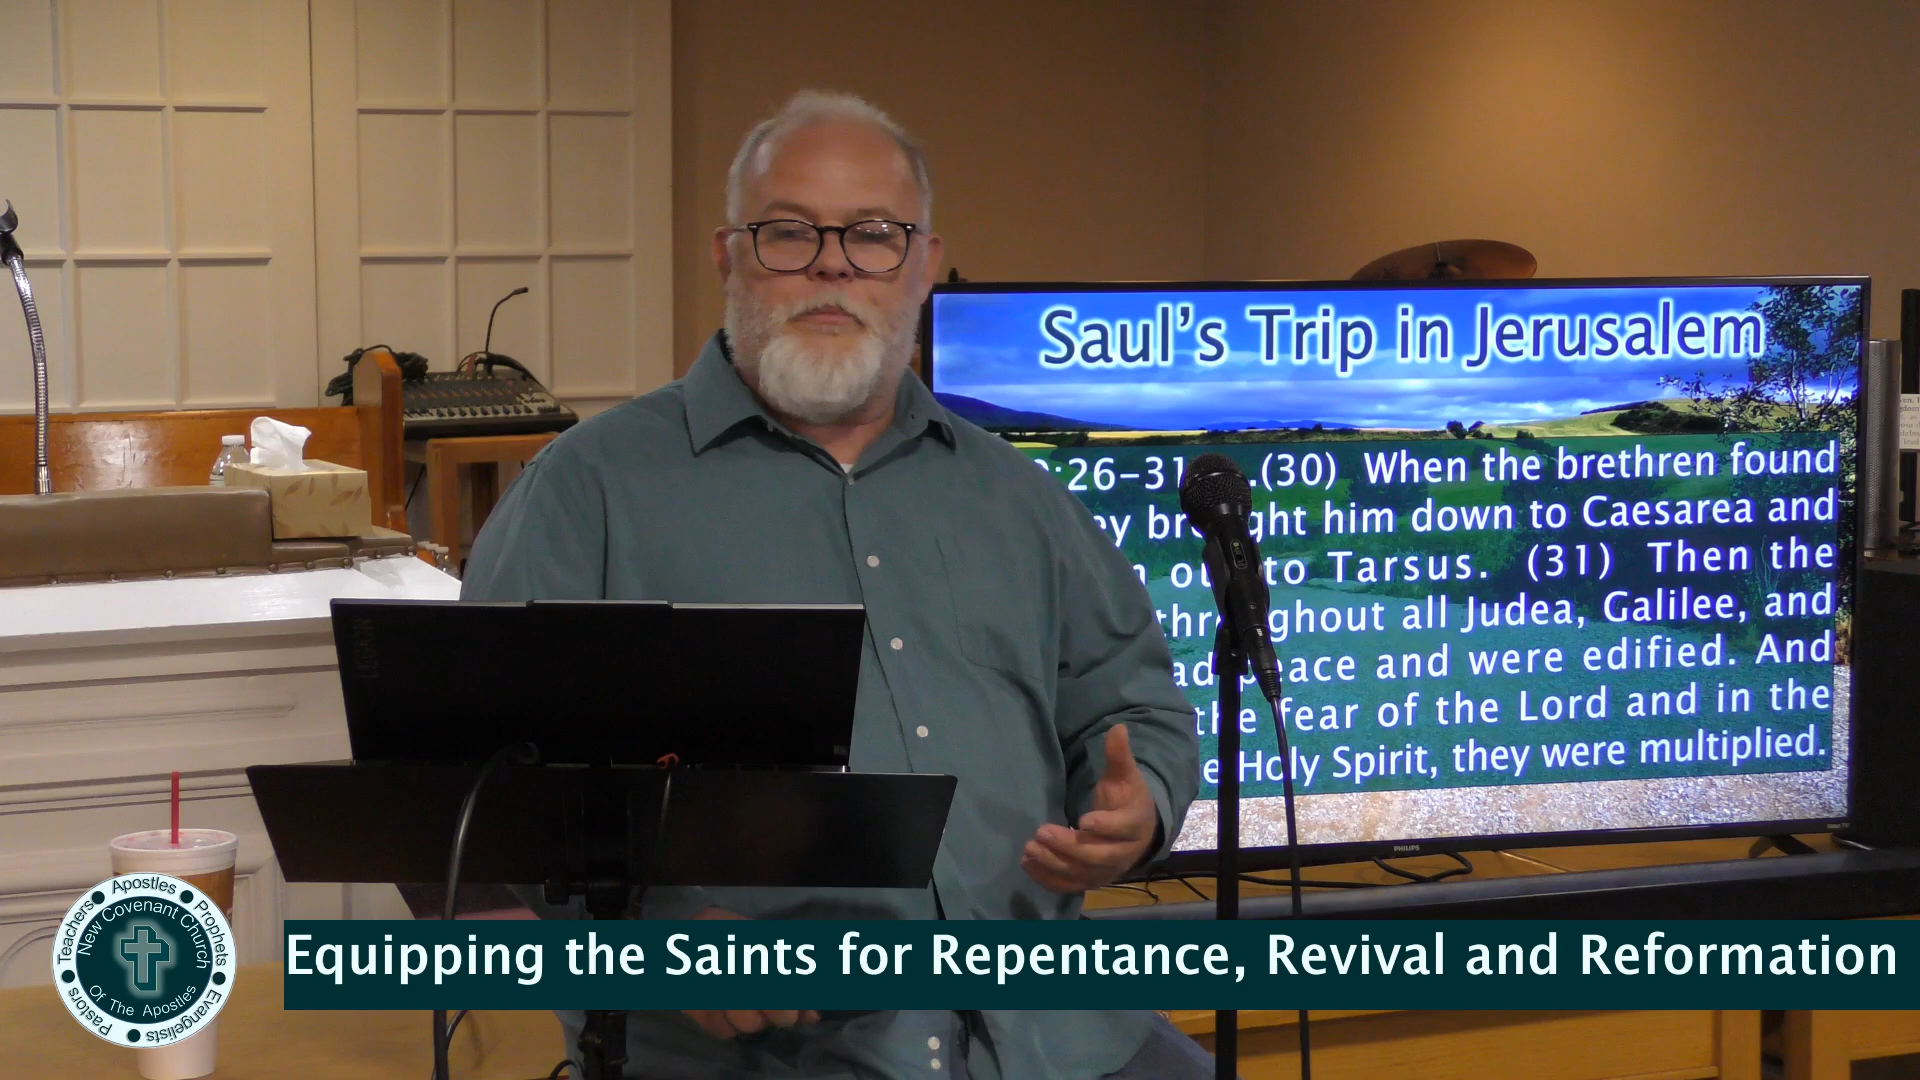 Saul's Trip in Jerusalem
:26–31 .(30) When the brethren found
ey brought him down to Caesarea and
to Tarsus. (31) Then the
throughout all Judea, Galilee, and
ad peace and were edified. And
the fear of the Lord and in the
e Holy Spirit, they were multiplied.
PHILIPS
Equipping the Saints for Repentance, Revival and Reformation
Apostles
Prophets
Evangelists
Pastors
Teachers
New Covenant Church
Of The Apostles